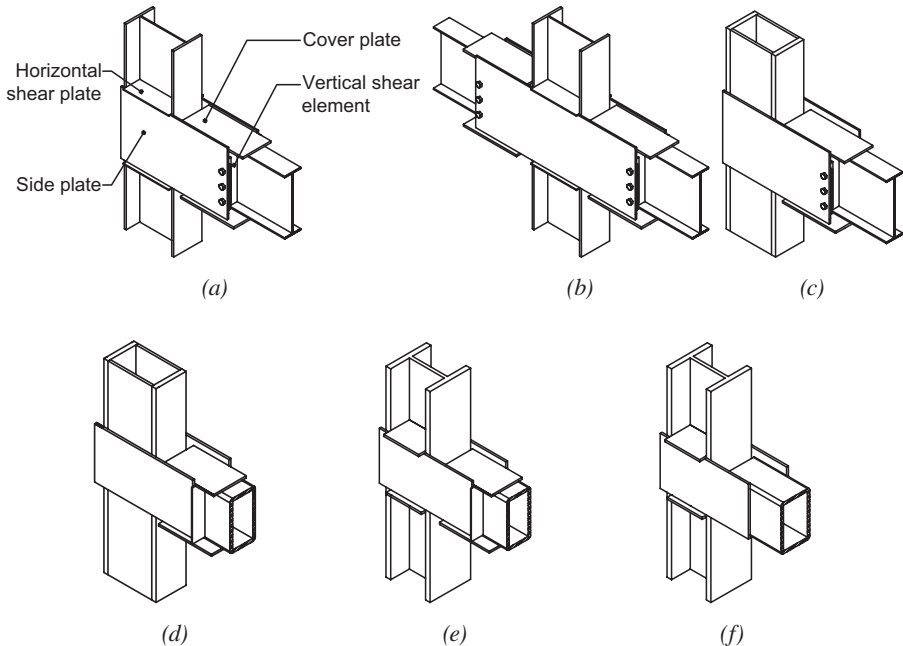 Cover plate
Horizontal
shear plate
Vertical shear
element
Side plate
(a)
(b)
(c)
(d)
(e)
(f)